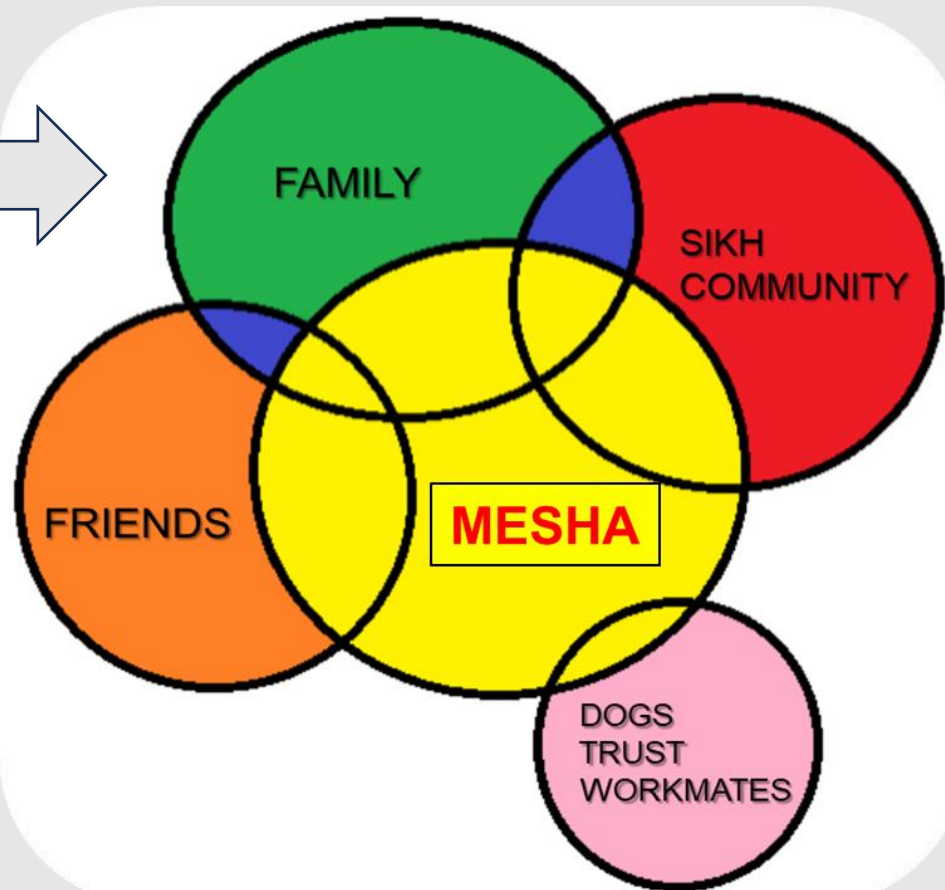 FAMILY
SIKH
COMMUNITY
FRIENDS
MESHA
DOGS
TRUST
WORKMATES